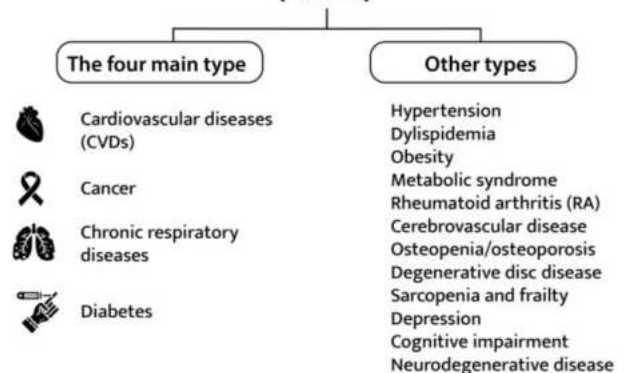 The four main type
Cardiovascular diseases
(CVDs)
Cancer
Chronic respiratory
diseases
Diabetes
Other types
Hypertension
Dylispidemia
Obesity
Metabolic syndrome
Rheumatoid arthritis (RA)
Cerebrovascular disease
Osteopenia/osteoporosis
Degenerative disc disease
Sarcopenia and frailty
Depression
Cognitive impairment
Neurodegenerative disease